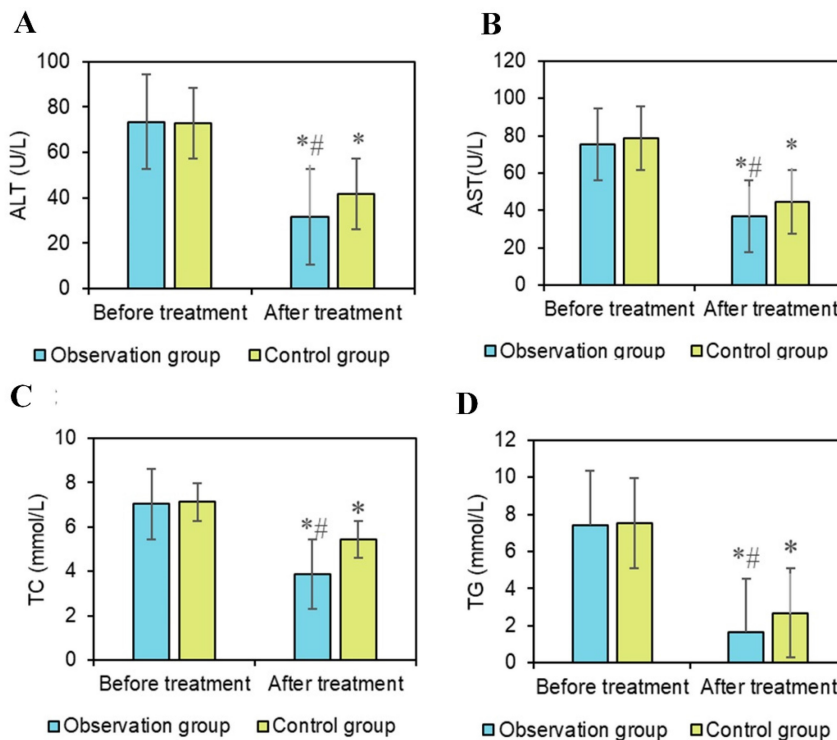 A
ALT (U/L)
100
80
60
40
20
0
*#
*
Before treatment After treatment
Observation group Control group
B
AST(U/L)
120
100
80
60
40
20
0
*#
*
Before treatment After treatment
Observation group Control group
C
TC (mmol/L)
10
8
6
4
2
0
*#
*
Before treatment After treatment
Observation group Control group
D
TG (mmol/L)
12
10
8
6
4
2
0
*#
*
Before treatment After treatment
Observation group Control group